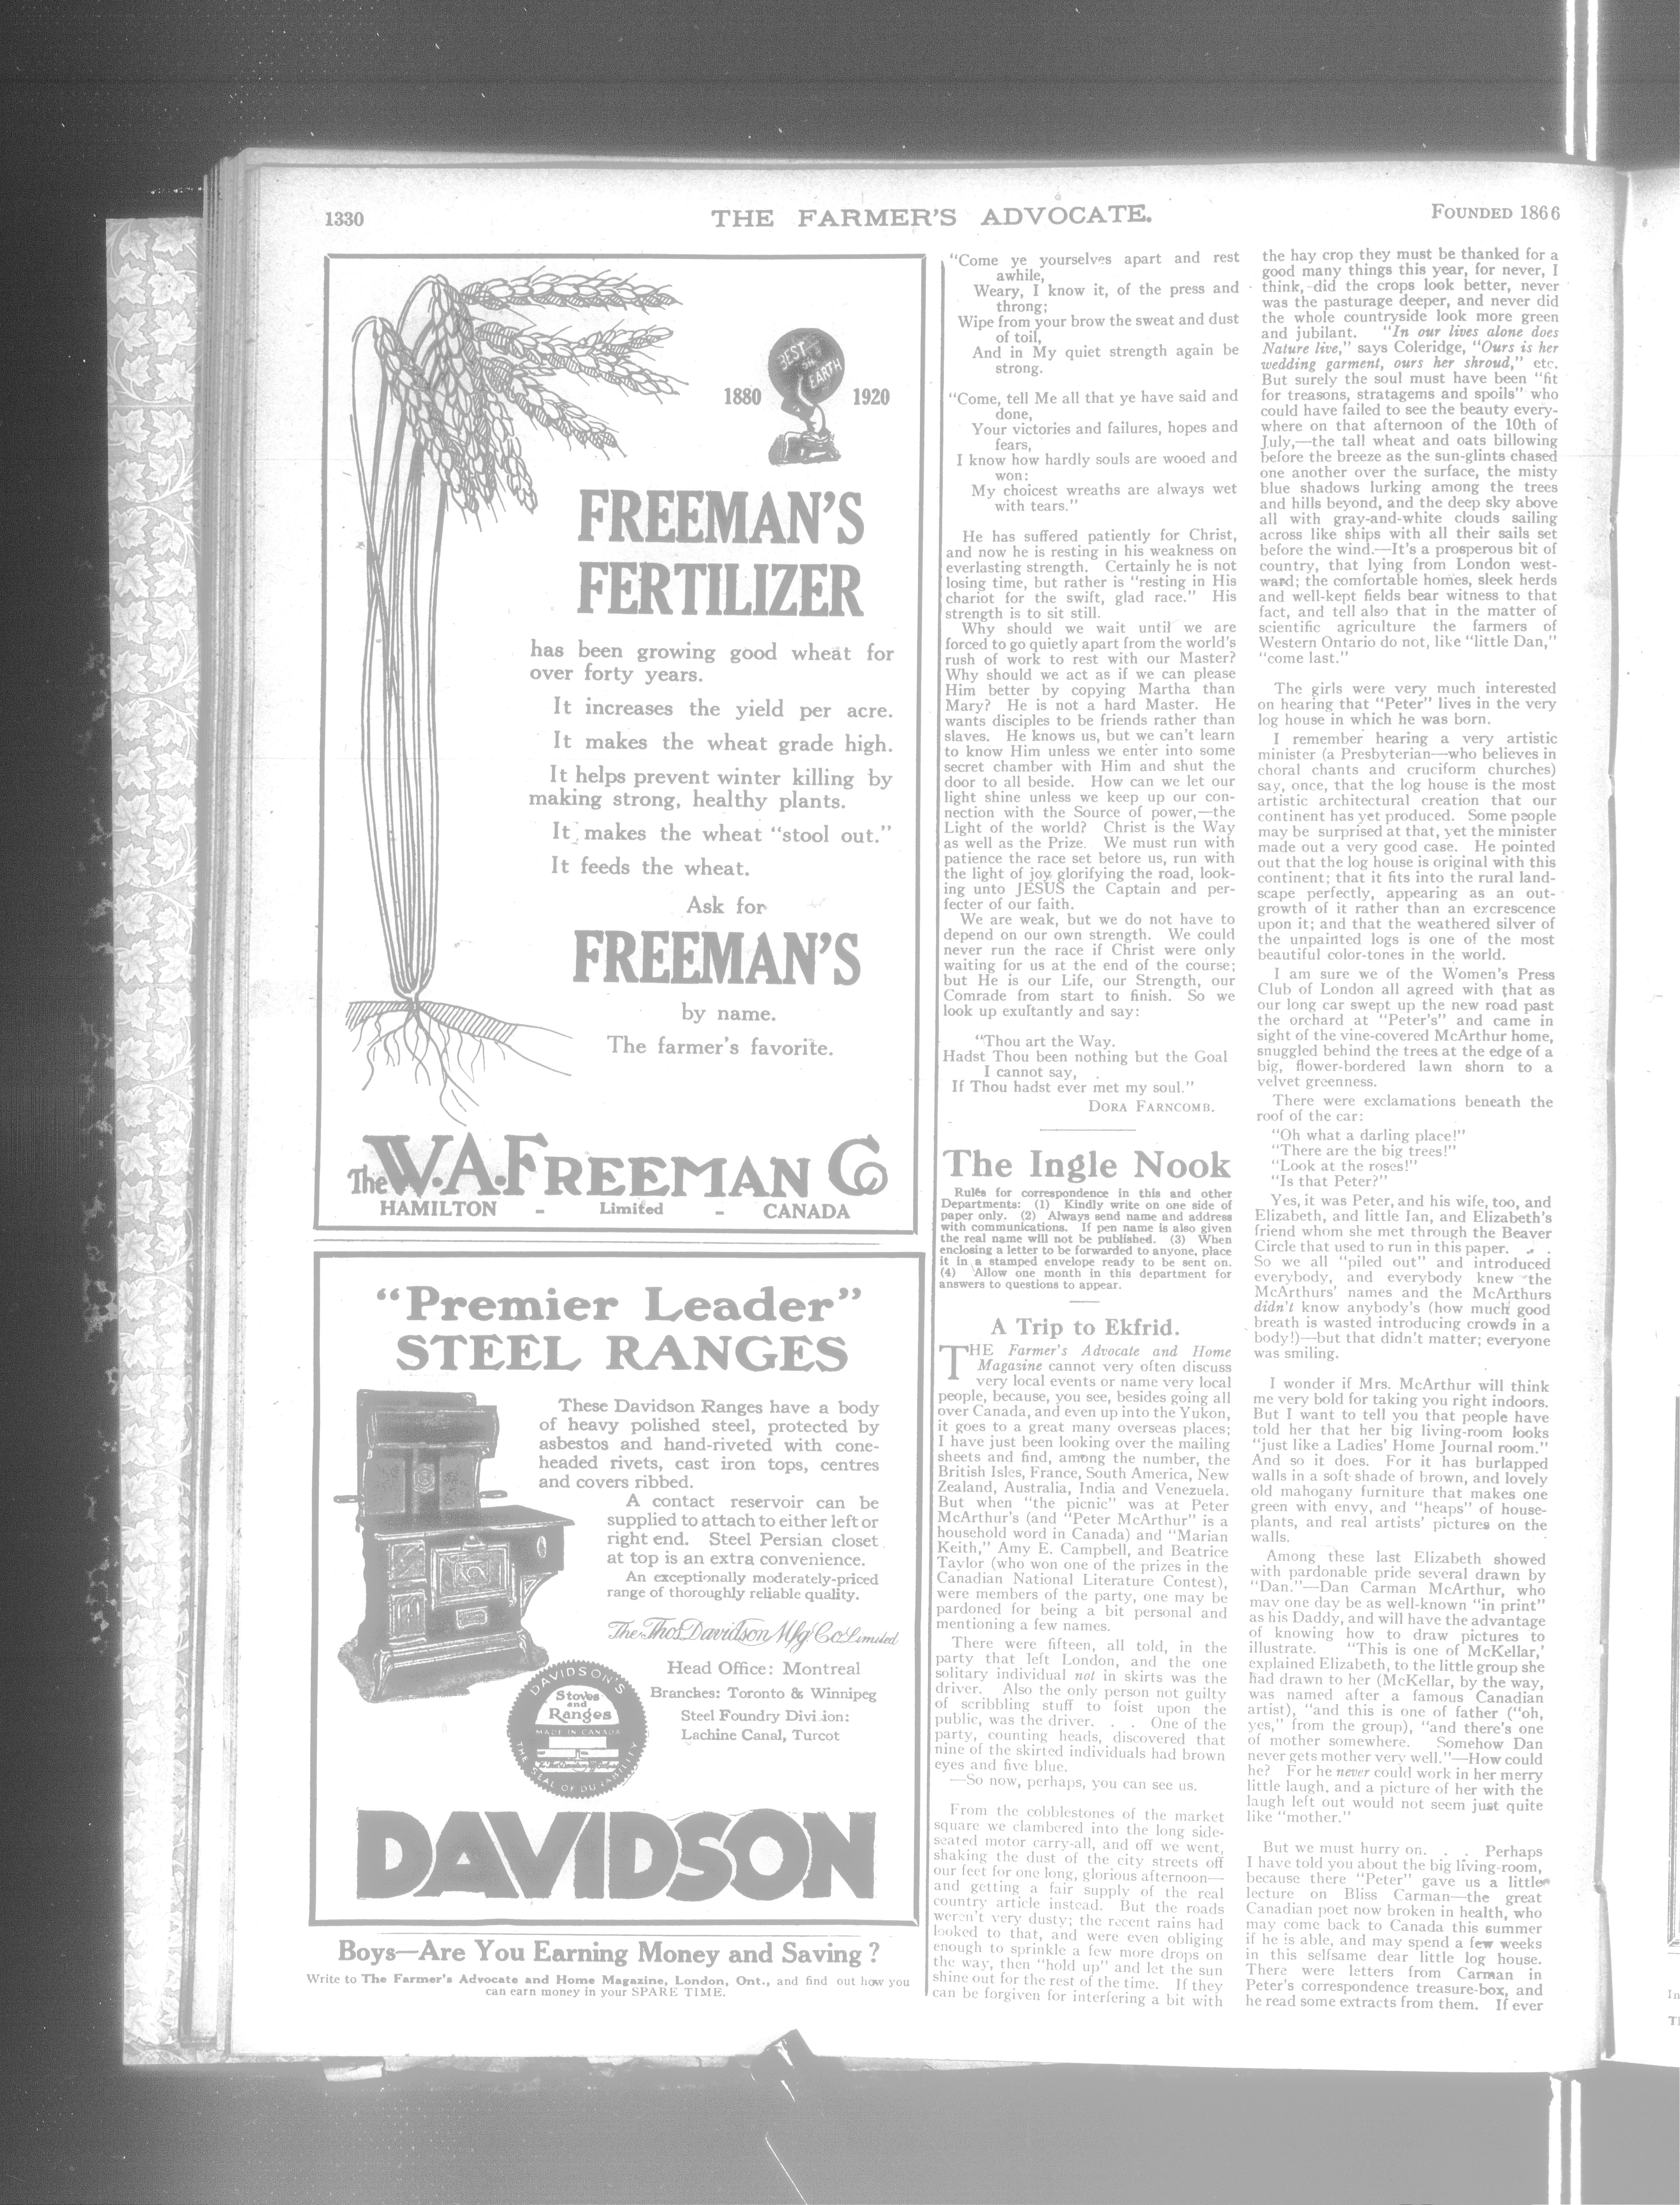 1330
THE FARMER'S ADVOCATE.
FOUNDED 1866
BEST
ON
EARTH
1880
1920
FREEMAN'S
FERTILIZER
has been growing good wheat for
over forty years.
It increases the yield per acre.
It makes the wheat grade high.
It helps prevent winter killing by
making strong, healthy plants.
It makes the wheat "stool out."
It feeds the wheat.
Ask for
FREEMAN'S
by name.
The farmer's favorite.
The W.A. FREEMAN Co
HAMILTON - Limited - CANADA
"Premier Leader"
STEEL RANGES
These Davidson Ranges have a body
of heavy polished steel, protected by
asbestos and hand-riveted with cone-
headed rivets, cast iron tops, centres
and covers ribbed.
A contact reservoir can be
supplied to attach to either left or
right end. Steel Persian closet
at top is an extra convenience.
An exceptionally moderately-priced
range of thoroughly reliable quality.
The Thos. Davidson Mfg. Co. Limited
Head Office: Montreal
Branches: Toronto & Winnipeg
Steel Foundry Division:
Lachine Canal, Turcot
DAVIDSON'S
Stoves
and
Ranges
MADE IN CANADA
THE SEAL OF DURABILITY
DAVIDSON
Boys—Are You Earning Money and Saving?
Write to The Farmer's Advocate and Home Magazine, London, Ont., and find out how you
can earn money in your SPARE TIME.
"Come ye yourselves apart and rest
awhile,
Weary, I know it, of the press and
throng;
Wipe from your brow the sweat and dust
of toil,
And in My quiet strength again be
strong.
"Come, tell Me all that ye have said and
done,
Your victories and failures, hopes and
fears,
I know how hardly souls are wooed and
won:
My choicest wreaths are always wet
with tears."
He has suffered patiently for Christ,
and now he is resting in his weakness on
everlasting strength. Certainly he is not
losing time, but rather is "resting in His
chariot for the swift, glad race." His
strength is to sit still.
Why should we wait until we are
forced to go quietly apart from the world's
rush of work to rest with our Master?
Why should we act as if we can please
Him better by copying Martha than
Mary? He is not a hard Master. He
wants disciples to be friends rather than
slaves. He knows us, but we can't learn
to know Him unless we enter into some
secret chamber with Him and shut the
door to all beside. How can we let our
light shine unless we keep up our con-
nection with the Source of power,—the
Light of the world? Christ is the Way
as well as the Prize. We must run with
patience the race set before us, run with
the light of joy glorifying the road, look-
ing unto JESUS the Captain and per-
fecter of our faith.
We are weak, but we do not have to
depend on our own strength. We could
never run the race if Christ were only
waiting for us at the end of the course;
but He is our Life, our Strength, our
Comrade from start to finish. So we
look up exultantly and say:
"Thou art the Way.
Hadst Thou been nothing but the Goal
I cannot say,
If Thou hadst ever met my soul."
DORA FARNCOMB.
The Ingle Nook
Rules for correspondence in this and other
Departments: (1) Kindly write on one side of
paper only. (2) Always send name and address
with communications. If pen name is also given
the real name will not be published. (3) When
enclosing a letter to be forwarded to anyone, place
it in a stamped envelope ready to be sent on.
(4) Allow one month in this department for
answers to questions to appear.
A Trip to Ekfrid.
THE Farmer's Advocate and Home
Magazine cannot very often discuss
very local events or name very local
people, because, you see, besides going all
over Canada, and even up into the Yukon,
it goes to a great many overseas places;
I have just been looking over the mailing
sheets and find, among the number, the
British Isles, France, South America, New
Zealand, Australia, India and Venezuela.
But when "the picnic" was at Peter
McArthur's (and "Peter McArthur" is a
household word in Canada) and "Marian
Keith," Amy E. Campbell, and Beatrice
Taylor (who won one of the prizes in the
Canadian National Literature Contest),
were members of the party, one may be
pardoned for being a bit personal and
mentioning a few names.
There were fifteen, all told, in the
party that left London, and the one
solitary individual not in skirts was the
driver. Also the only person not guilty
of scribbling stuff to foist upon the
public, was the driver. . . One of the
party, counting heads, discovered that
nine of the skirted individuals had brown
eyes and five blue.
—So now, perhaps, you can see us.
From the cobblestones of the market
square we clambered into the long side-
seated motor carry-all, and off we went,
shaking the dust of the city streets off
our feet for one long, glorious afternoon—
and getting a fair supply of the real
country article instead. But the roads
weren't very dusty; the recent rains had
looked to that, and were even obliging
enough to sprinkle a few more drops on
the way, then "hold up" and let the sun
shine out for the rest of the time. If they
can be forgiven for interfering a bit with
the hay crop they must be thanked for a
good many things this year, for never, I
think, did the crops look better, never
was the pasturage deeper, and never did
the whole countryside look more green
and jubilant. "In our lives alone does
Nature live," says Coleridge, "Ours is her
wedding garment, ours her shroud," etc.
But surely the soul must have been "fit
for treasons, stratagems and spoils" who
could have failed to see the beauty every-
where on that afternoon of the 10th of
July,—the tall wheat and oats billowing
before the breeze as the sun-glints chased
one another over the surface, the misty
blue shadows lurking among the trees
and hills beyond, and the deep sky above
all with gray-and-white clouds sailing
across like ships with all their sails set
before the wind.—It's a prosperous bit of
country, that lying from London west-
ward; the comfortable homes, sleek herds
and well-kept fields bear witness to that
fact, and tell also that in the matter of
scientific agriculture the farmers of
Western Ontario do not, like "little Dan,"
"come last."
The girls were very much interested
on hearing that "Peter" lives in the very
log house in which he was born.
I remember hearing a very artistic
minister (a Presbyterian—who believes in
choral chants and cruciform churches)
say, once, that the log house is the most
artistic architectural creation that our
continent has yet produced. Some people
may be surprised at that, yet the minister
made out a very good case. He pointed
out that the log house is original with this
continent; that it fits into the rural land-
scape perfectly, appearing as an out-
growth of it rather than an excrescence
upon it; and that the weathered silver of
the unpainted logs is one of the most
beautiful color-tones in the world.
I am sure we of the Women's Press
Club of London all agreed with that as
our long car swept up the new road past
the orchard at "Peter's" and came in
sight of the vine-covered McArthur home,
snuggled behind the trees at the edge of a
big, flower-bordered lawn shorn to a
velvet greenness.
There were exclamations beneath the
roof of the car:
"Oh what a darling place!"
"There are the big trees!"
"Look at the roses!"
"Is that Peter?"
Yes, it was Peter, and his wife, too, and
Elizabeth, and little Ian, and Elizabeth's
friend whom she met through the Beaver
Circle that used to run in this paper. . .
So we all "piled out" and introduced
everybody, and everybody knew the
McArthurs' names and the McArthurs
didn't know anybody's (how much good
breath is wasted introducing crowds in a
body!)—but that didn't matter; everyone
was smiling.
I wonder if Mrs. McArthur will think
me very bold for taking you right indoors.
But I want to tell you that people have
told her that her big living-room looks
"just like a Ladies' Home Journal room."
And so it does. For it has burlapped
walls in a soft shade of brown, and lovely
old mahogany furniture that makes one
green with envy, and "heaps" of house-
plants, and real artists' pictures on the
walls.
Among these last Elizabeth showed
with pardonable pride several drawn by
"Dan."—Dan Carman McArthur, who
may one day be as well-known "in print"
as his Daddy, and will have the advantage
of knowing how to draw pictures to
illustrate. "This is one of McKellar,'
explained Elizabeth, to the little group she
had drawn to her (McKellar, by the way,
was named after a famous Canadian
artist), "and this is one of father ("oh,
yes," from the group), "and there's one
of mother somewhere. Somehow Dan
never gets mother very well."—How could
he? For he never could work in her merry
little laugh, and a picture of her with the
laugh left out would not seem just quite
like "mother."
But we must hurry on. . . Perhaps
I have told you about the big living-room,
because there "Peter" gave us a little
lecture on Bliss Carman—the great
Canadian poet now broken in health, who
may come back to Canada this summer
if he is able, and may spend a few weeks
in this selfsame dear little log house.
There were letters from Carman in
Peter's correspondence treasure-box, and
he read some extracts from them. If ever